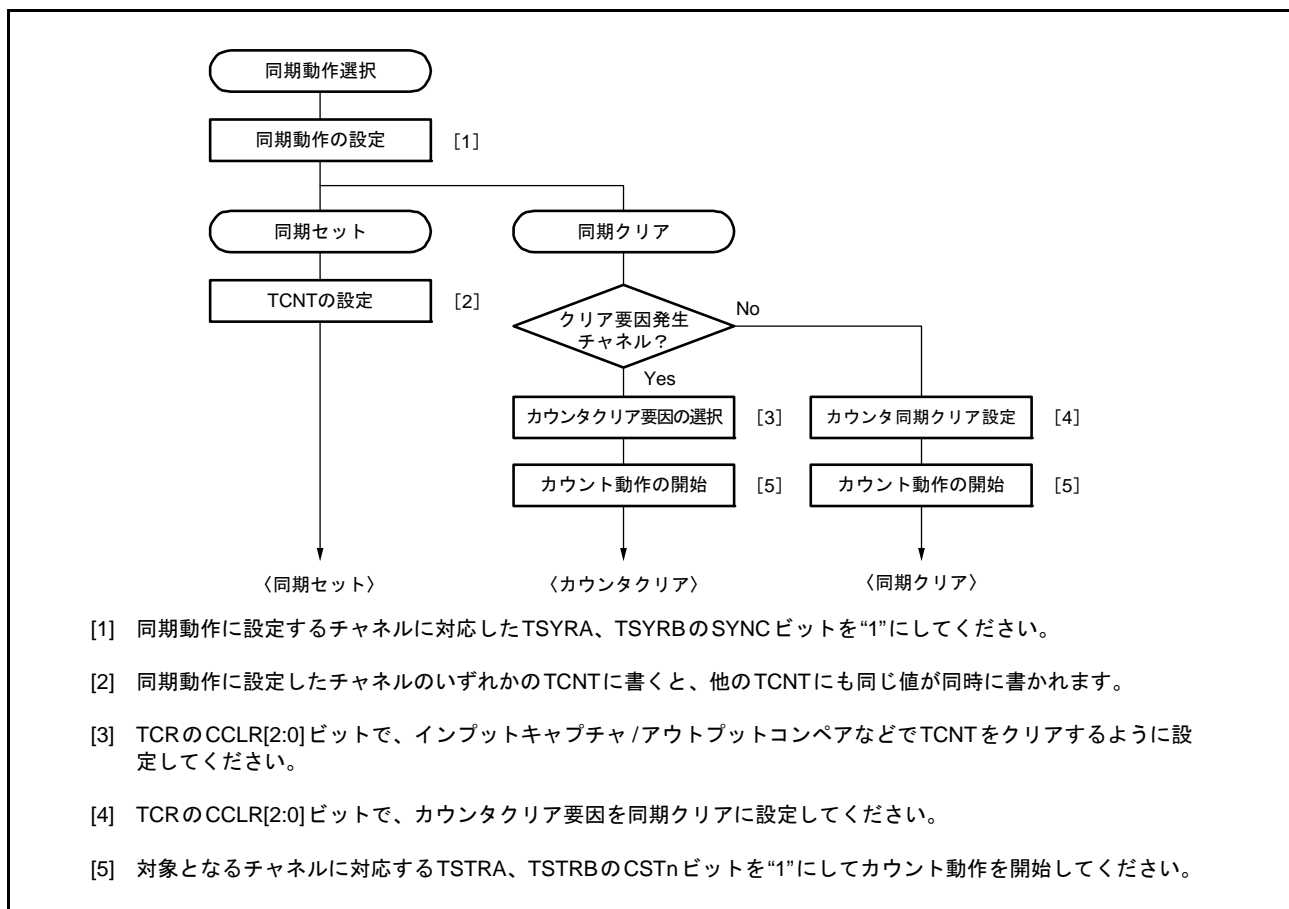 同期動作選択
同期動作の設定 [1]
同期セット
同期クリア
TCNTの設定 [2]
クリア要因発生
チャネル?
No
Yes
カウンタクリア要因の選択 [3]
カウンタ同期クリア設定 [4]
カウント動作の開始 [5]
カウント動作の開始 [5]
〈同期セット〉
〈カウンタクリア〉
〈同期クリア〉
[1] 同期動作に設定するチャネルに対応したTSYRA、TSYRBのSYNCビットを“1”にしてください。
[2] 同期動作に設定したチャネルのいずれかのTCNTに書くと、他のTCNTにも同じ値が同時に書かれます。
[3] TCRのCCLR[2:0]ビットで、インプットキャプチャ/アウトプットコンペアなどでTCNTをクリアするように設
定してください。
[4] TCRのCCLR[2:0]ビットで、カウンタクリア要因を同期クリアに設定してください。
[5] 対象となるチャネルに対応するTSTRA、TSTRBのCSTnビットを“1”にしてカウント動作を開始してください。